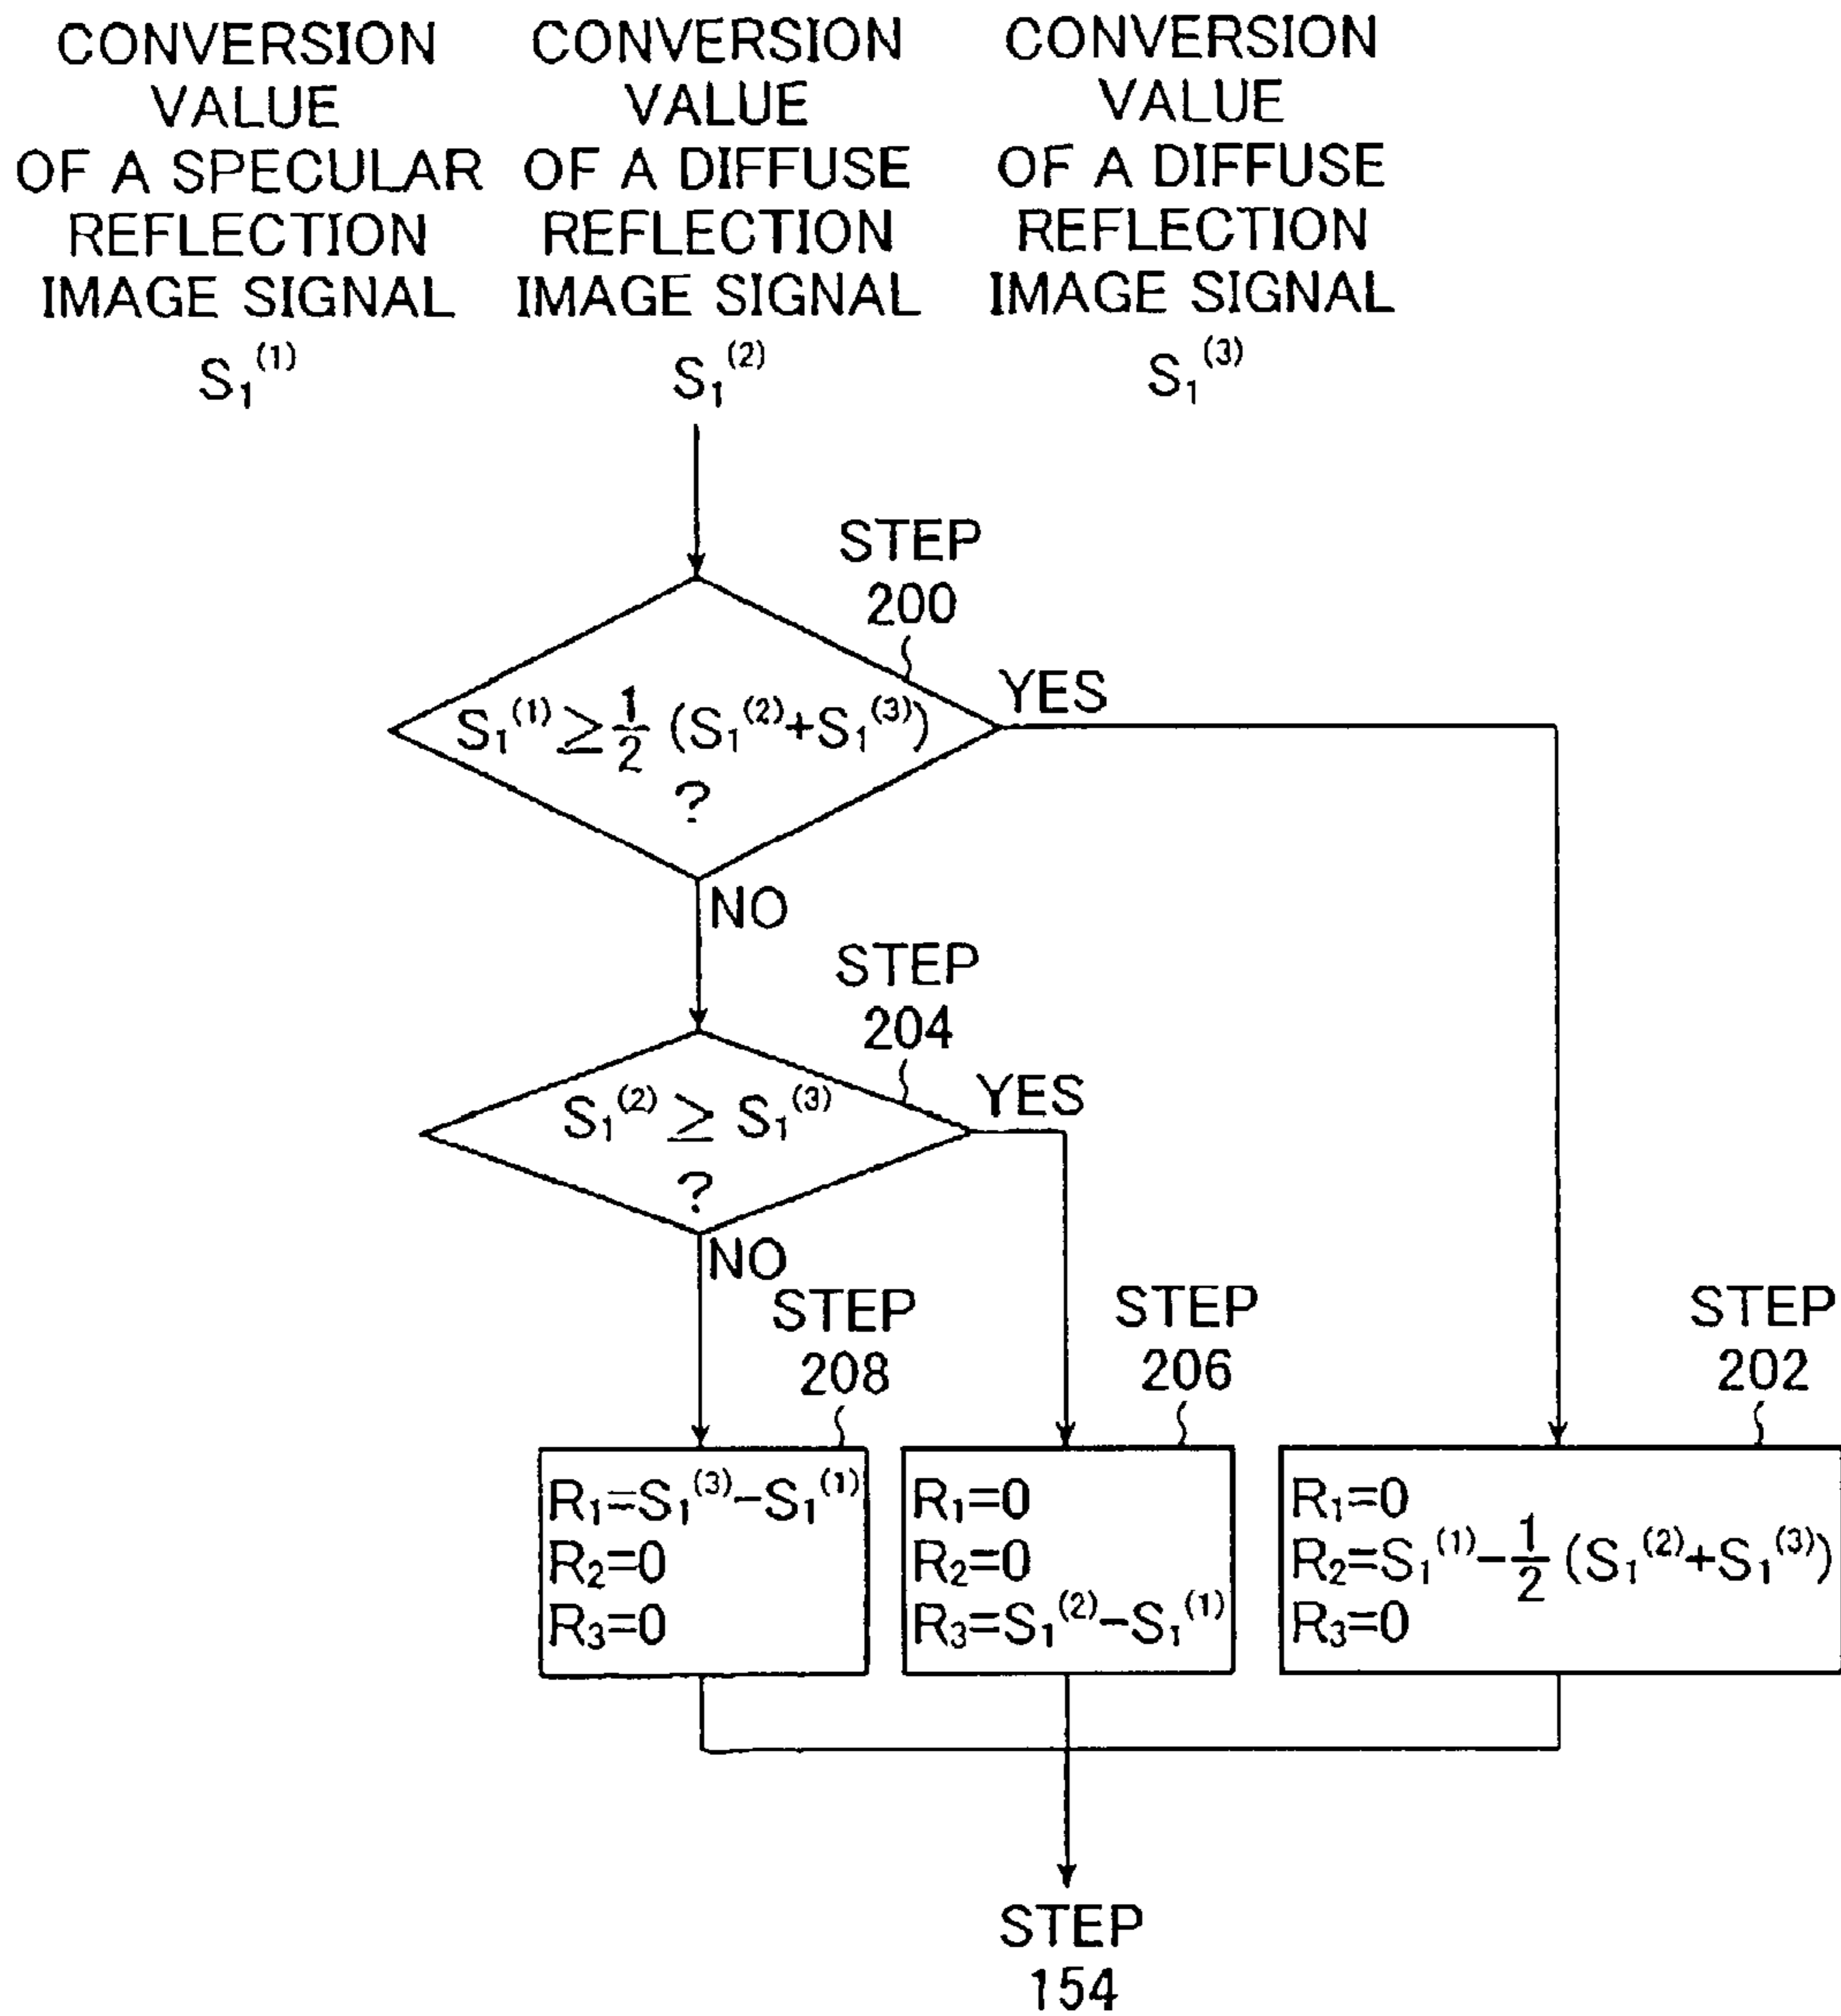 CONVERSION
VALUE
OF A SPECULAR
REFLECTION
IMAGE SIGNAL
S₁⁽¹⁾
CONVERSION
VALUE
OF A DIFFUSE
REFLECTION
IMAGE SIGNAL
S₁⁽²⁾
CONVERSION
VALUE
OF A DIFFUSE
REFLECTION
IMAGE SIGNAL
S₁⁽³⁾
STEP
200
S₁⁽¹⁾≧1/2 (S₁⁽²⁾+S₁⁽³⁾)
?
YES
NO
STEP
204
S₁⁽²⁾ ≧ S₁⁽³⁾
?
YES
NO
STEP
208
R₁=S₁⁽³⁾-S₁⁽¹⁾
R₂=0
R₃=0
STEP
206
R₁=0
R₂=0
R₃=S₁⁽²⁾-S₁⁽¹⁾
STEP
202
R₁=0
R₂=S₁⁽¹⁾-1/2 (S₁⁽²⁾+S₁⁽³⁾)
R₃=0
STEP
154